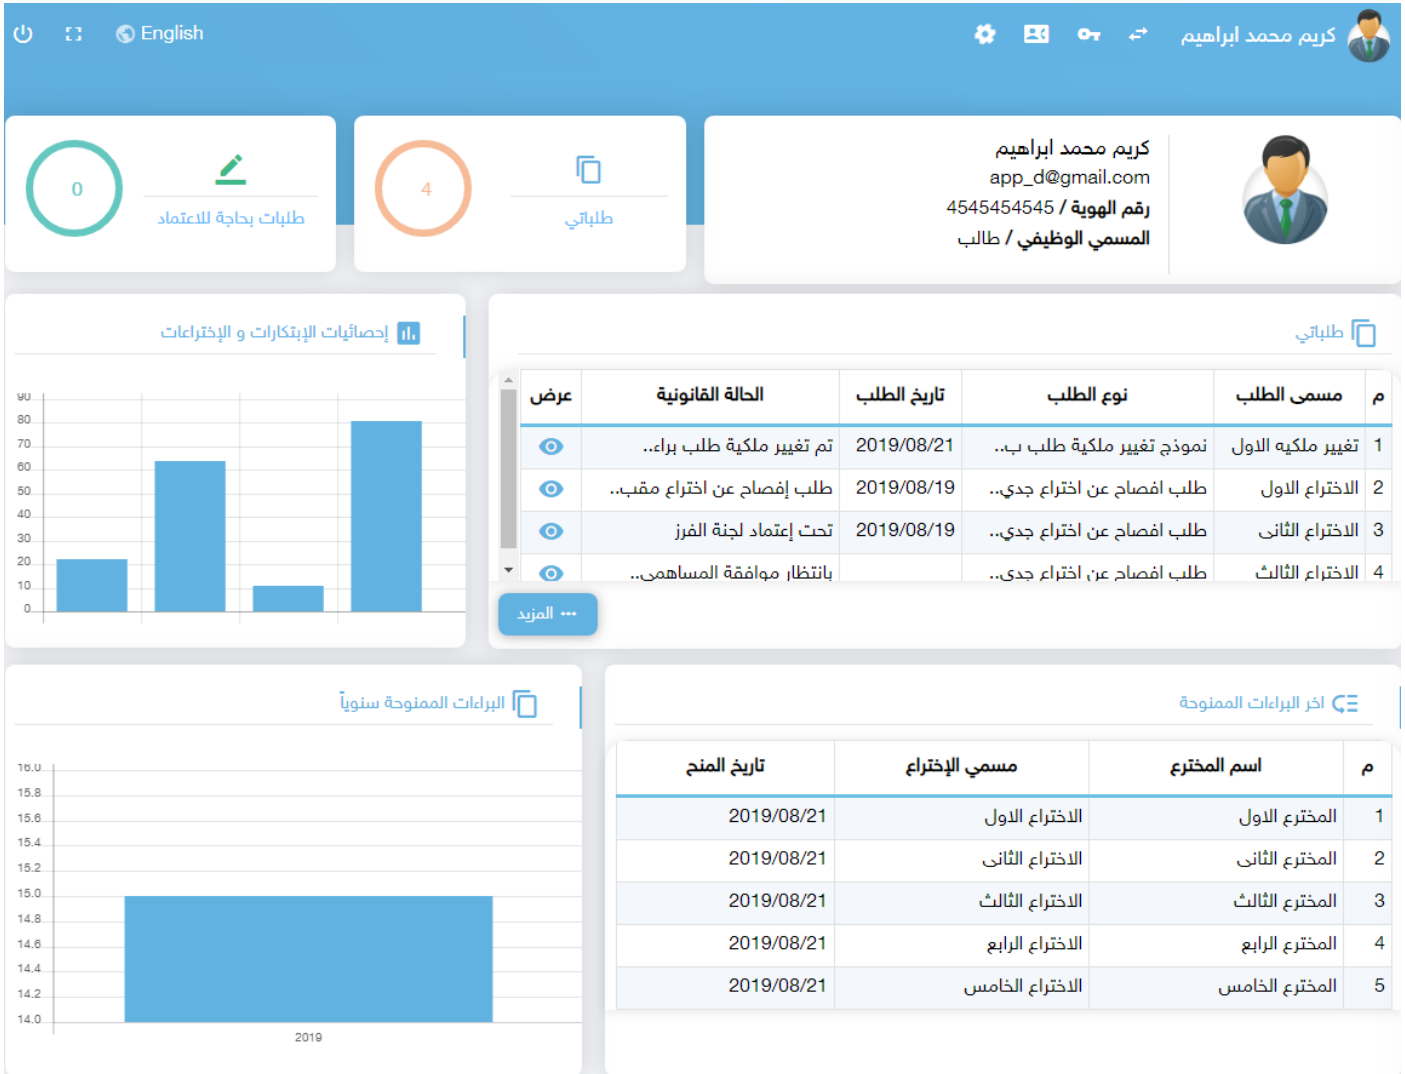 كريم محمد ابراهيم
English
كريم محمد ابراهيم
app_d@gmail.com
رقم الهوية / 4545454545
المسمي الوظيفي / طالب
طلباتي
4
طلبات بحاجة للاعتماد
0
طلباتي
م مسمى الطلب نوع الطلب تاريخ الطلب الحالة القانونية عرض
1 تغيير ملكيه الاول نموذج تغيير ملكية طلب ب.. 2019/08/21 تم تغيير ملكية طلب براء..
2 الاختراع الاول طلب افصاح عن اختراع جدي.. 2019/08/19 طلب إفصاح عن اختراع مقب..
3 الاختراع الثانى طلب افصاح عن اختراع جدي.. 2019/08/19 تحت إعتماد لجنة الفرز
4 الاختراع الثالث طلب افصاح عن اختراع جدي.. بانتظار موافقة المساهمي..
••• المزيد
إحصائيات الإبتكارات و الإختراعات
90
80
70
60
50
40
30
20
10
0
اخر البراءات الممنوحة
م اسم المخترع مسمي الإختراع تاريخ المنح
1 المخترع الاول الاختراع الاول 2019/08/21
2 المخترع الثانى الاختراع الثانى 2019/08/21
3 المخترع الثالث الاختراع الثالث 2019/08/21
4 المخترع الرابع الاختراع الرابع 2019/08/21
5 المخترع الخامس الاختراع الخامس 2019/08/21
البراءات الممنوحة سنوياً
16.0
15.8
15.6
15.4
15.2
15.0
14.8
14.6
14.4
14.2
14.0
2019